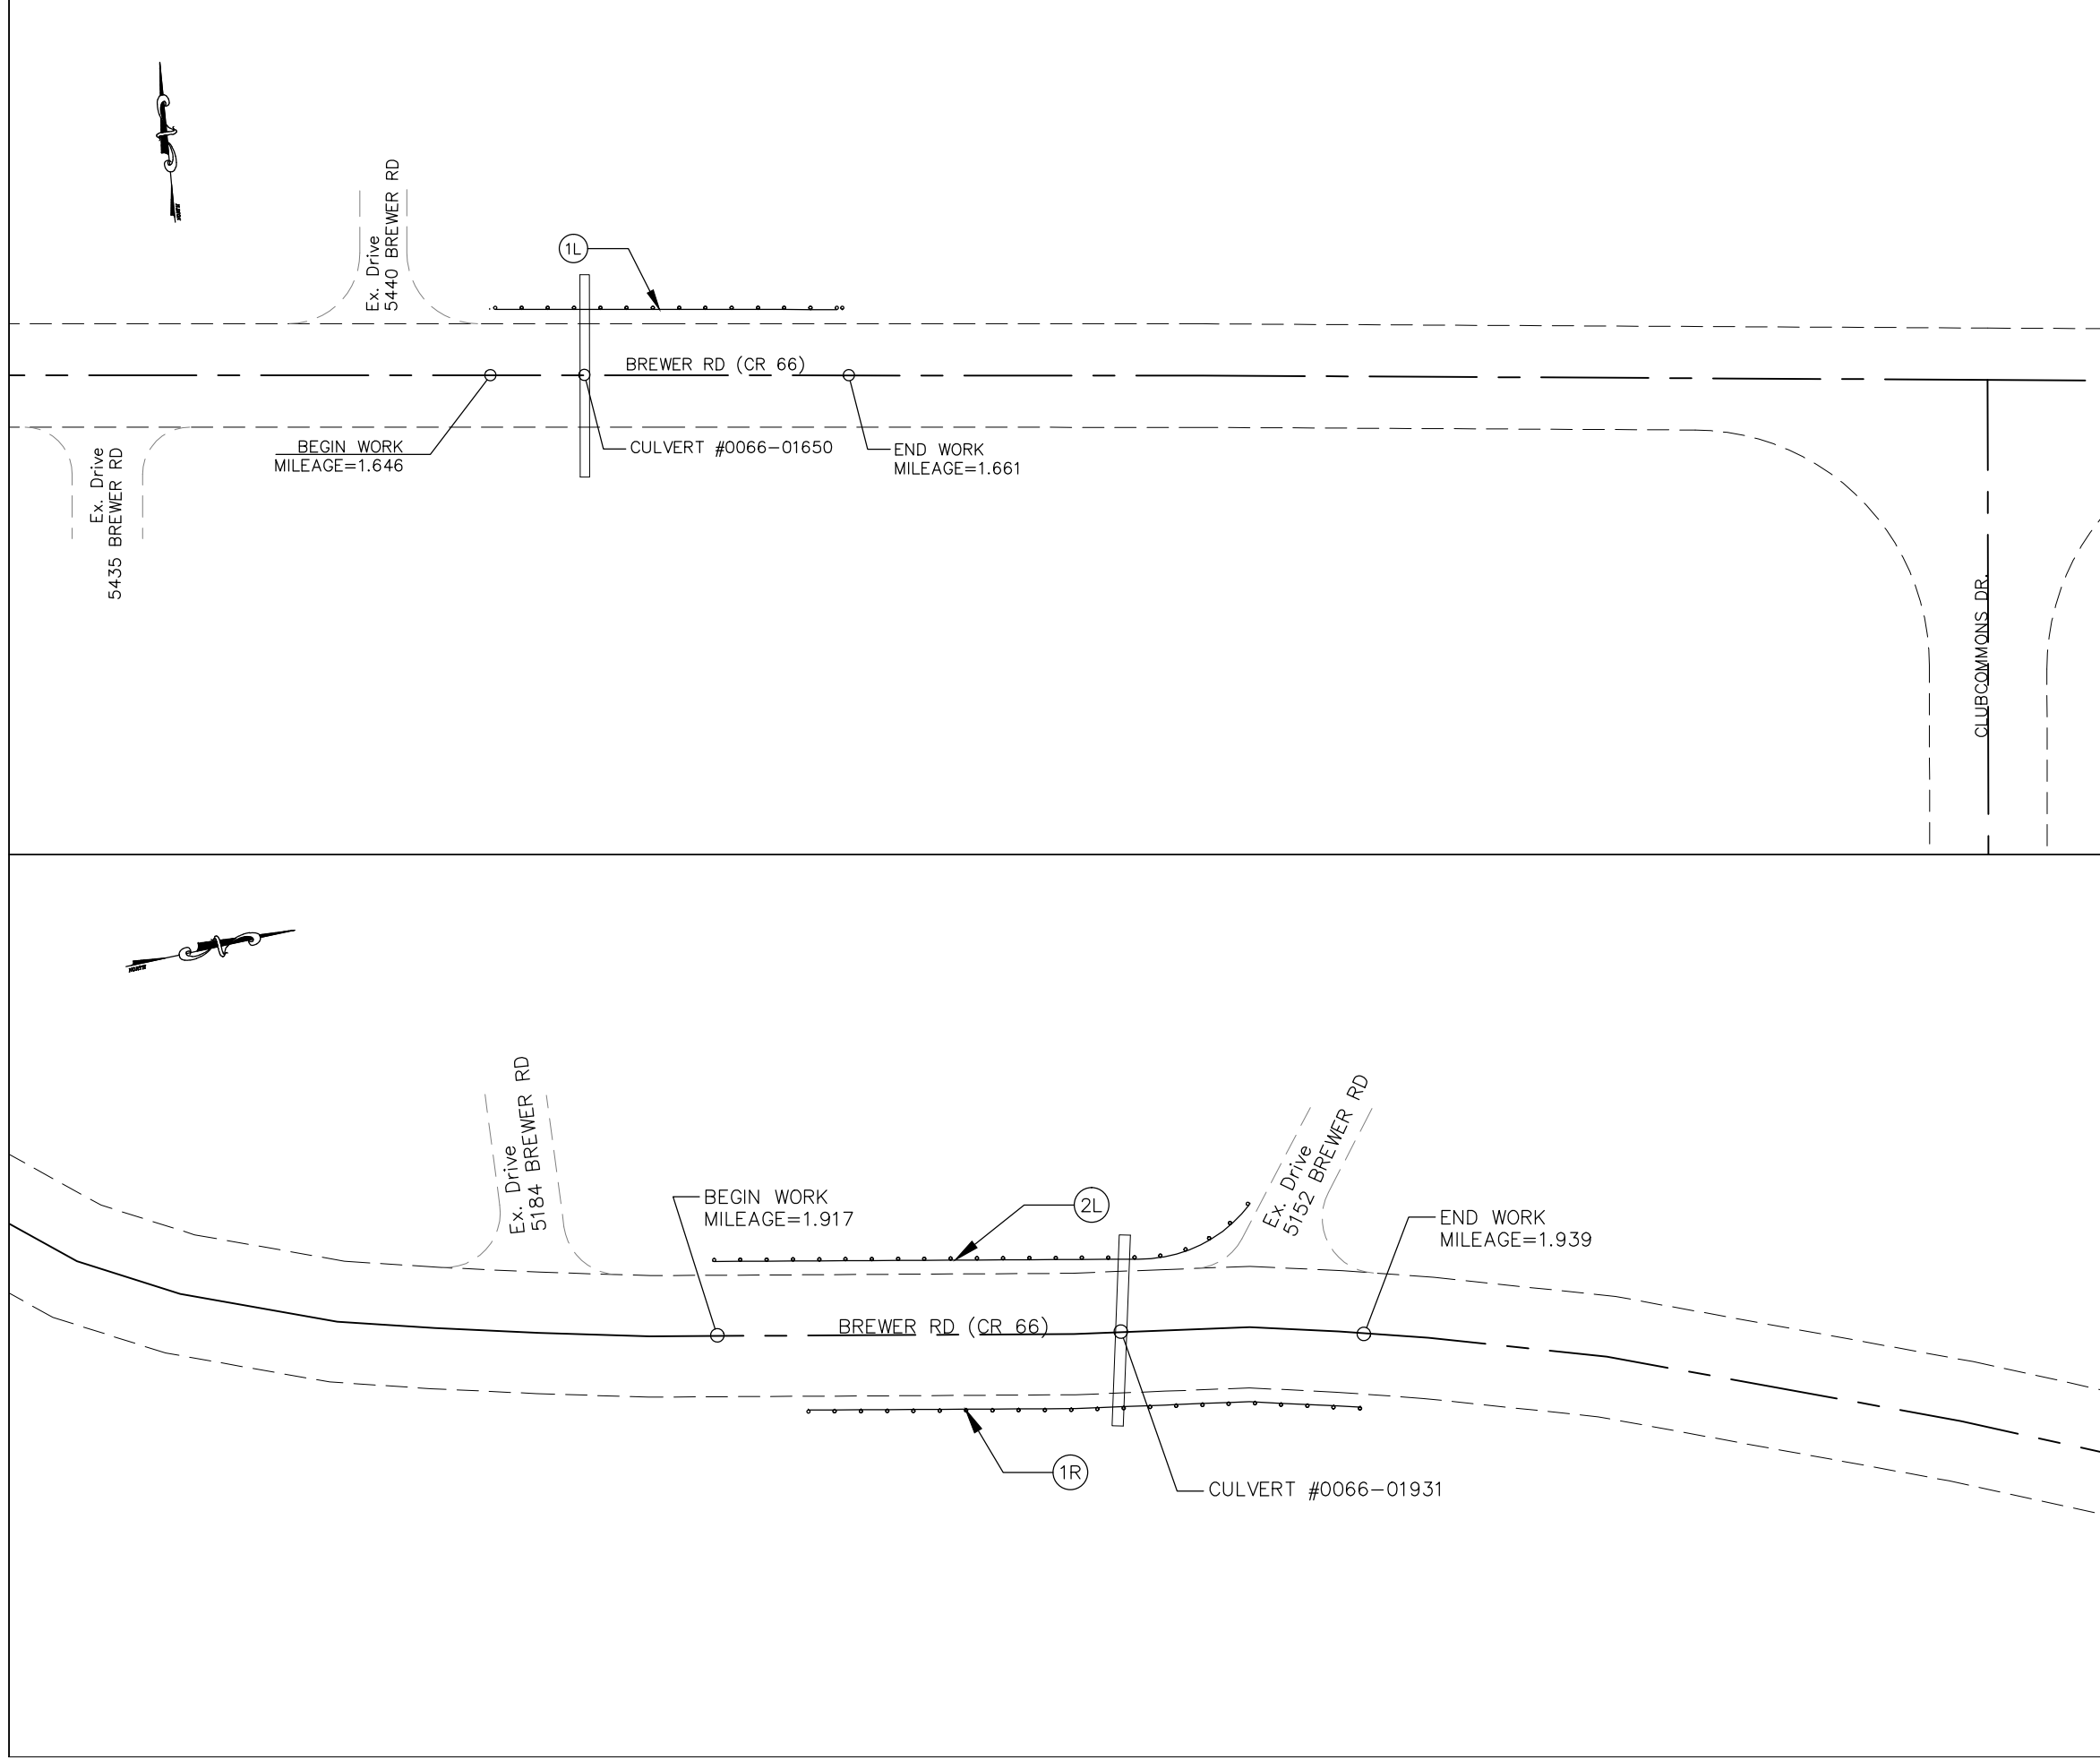 NORTH
Ex. Drive
5440 BREWER RD
1L
BREWER RD (CR 66)
BEGIN WORK
MILEAGE=1.646
CULVERT #0066-01650
END WORK
MILEAGE=1.661
Ex. Drive
5435 BREWER RD
CLUBCOMMONS DR.
NORTH
Ex. Drive
5184 BREWER RD
BEGIN WORK
MILEAGE=1.917
2L
Ex. Drive
5152 BREWER RD
END WORK
MILEAGE=1.939
BREWER RD (CR 66)
1R
CULVERT #0066-01931